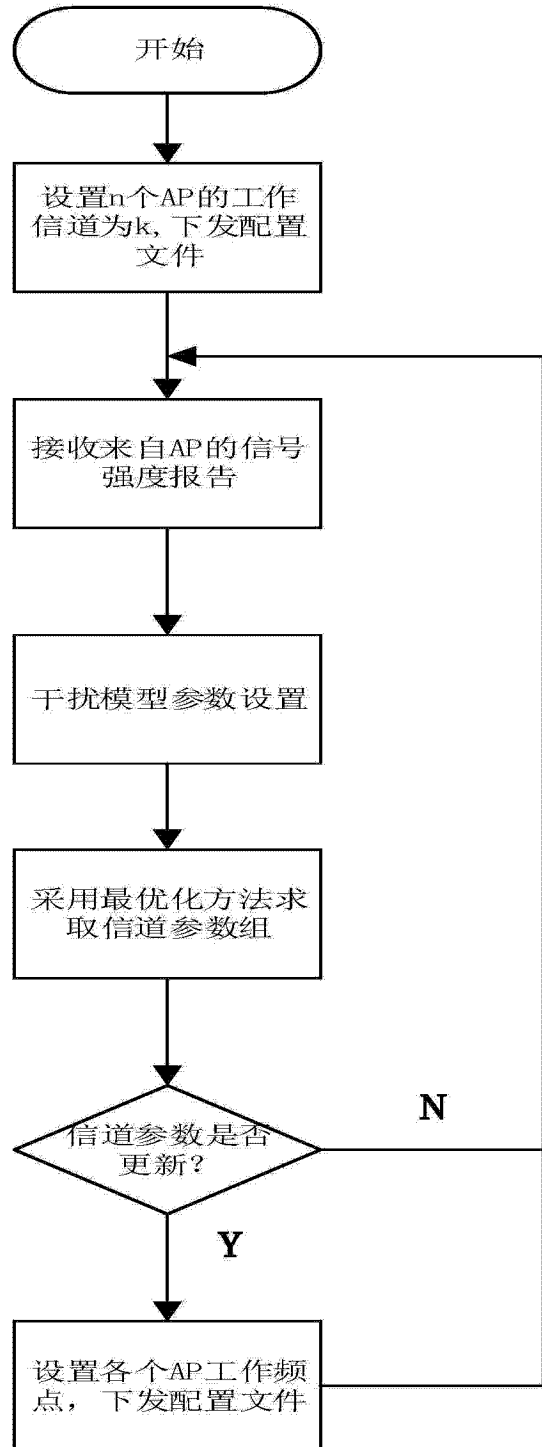 开始
设置n个AP的工作
信道为k,下发配置
文件
接收来自AP的信号
强度报告
干扰模型参数设置
采用最优化方法求
取信道参数组
信道参数是否
更新?
N
Y
设置各个AP工作频
点，下发配置文件